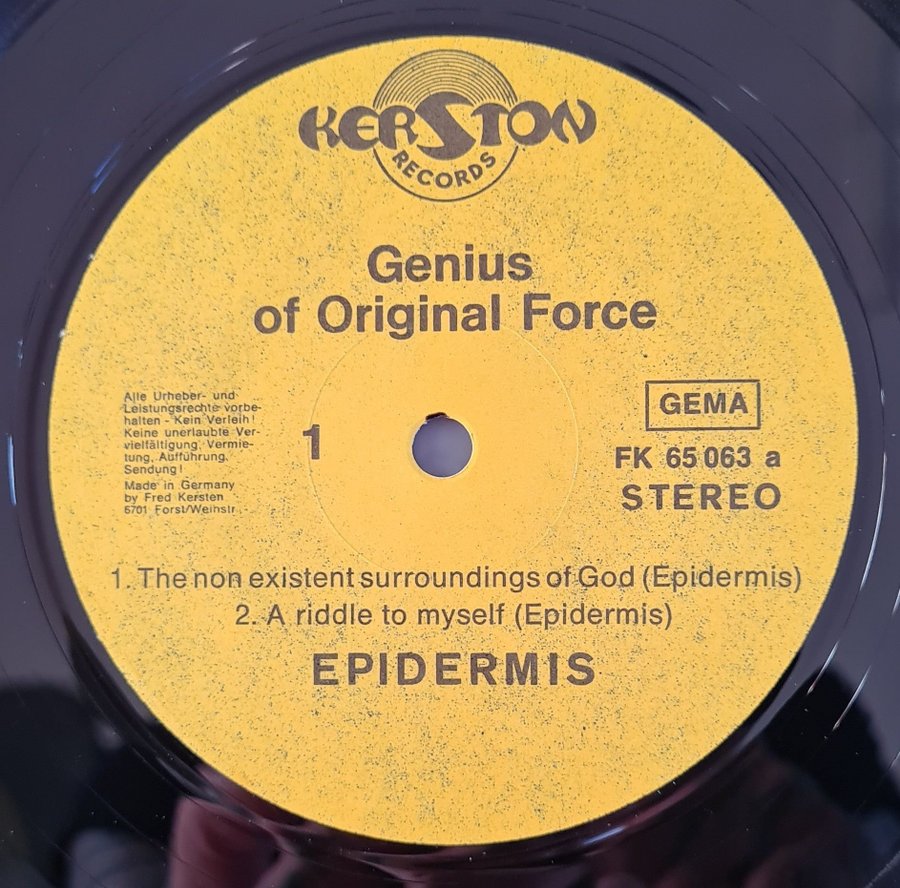 KERSTON
RECORDS
Genius
of Original Force
Alle Urheber- und
Leistungsrechte vorbe-
halten - Kein Verleih!
Keine unerlaubte Ver-
vielfältigung, Vermie-
tung, Aufführung,
Sendung!
Made in Germany
by Fred Kersten
6701 Forst/Weinstr.
1
GEMA
FK 65 063 a
STEREO
1. The non existent surroundings of God (Epidermis)
2. A riddle to myself (Epidermis)
EPIDERMIS